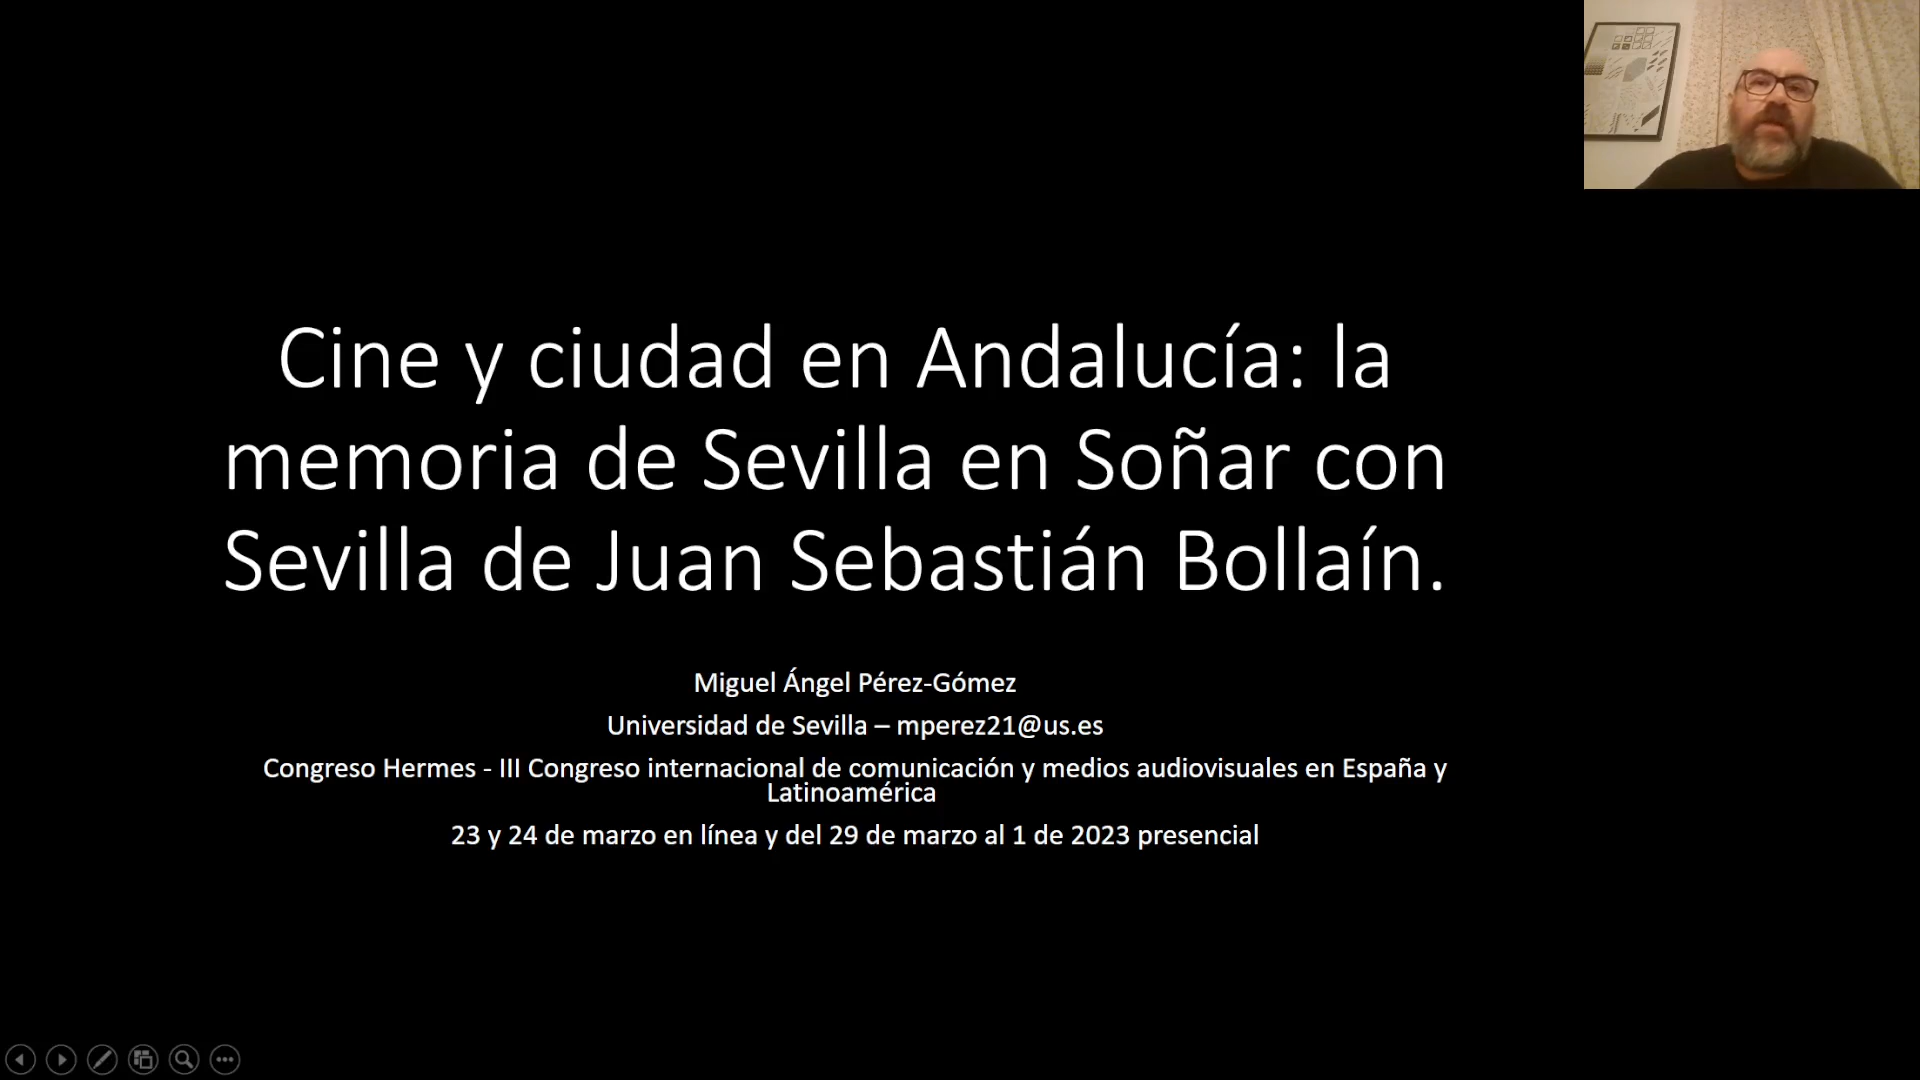 Cine y ciudad en Andalucía: la
memoria de Sevilla en Soñar con
Sevilla de Juan Sebastián Bollaín.
Miguel Ángel Pérez-Gómez
Universidad de Sevilla – mperez21@us.es
Congreso Hermes - III Congreso internacional de comunicación y medios audiovisuales en España y
Latinoamérica
23 y 24 de marzo en línea y del 29 de marzo al 1 de 2023 presencial